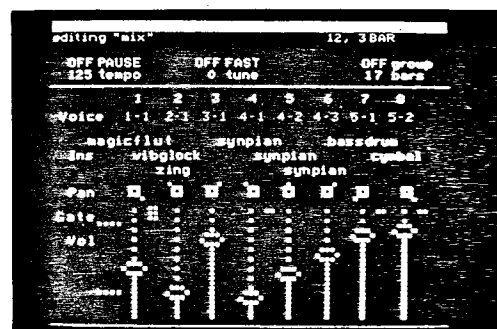 editing "mix" 12, 3 BAR
OFF PAUSE OFF FAST OFF group
125 tempo 0 tune 17 bars
1 2 3 4 5 6 7 8
Voice 1-1 2-1 3-1 4-1 4-2 4-3 5-1 5-2
magicflut synpian bassdrum
Ins vibglock synpian cymbal
zing synpian
Pan
Gate
Vol